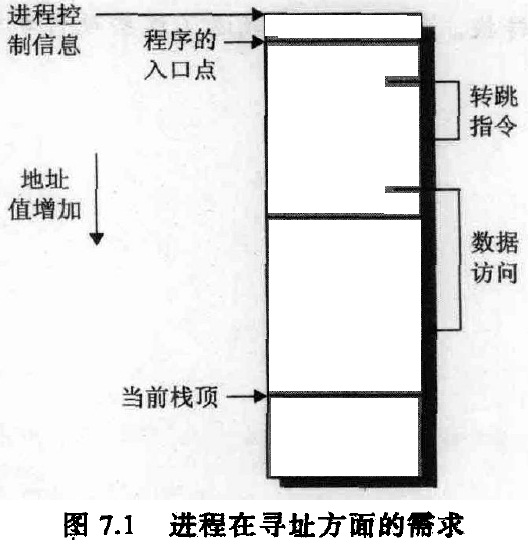 进程控
制信息
程序的
入口点
转跳
指令
地址
值增加
数据
访问
当前栈顶
图 7.1 进程在寻址方面的需求